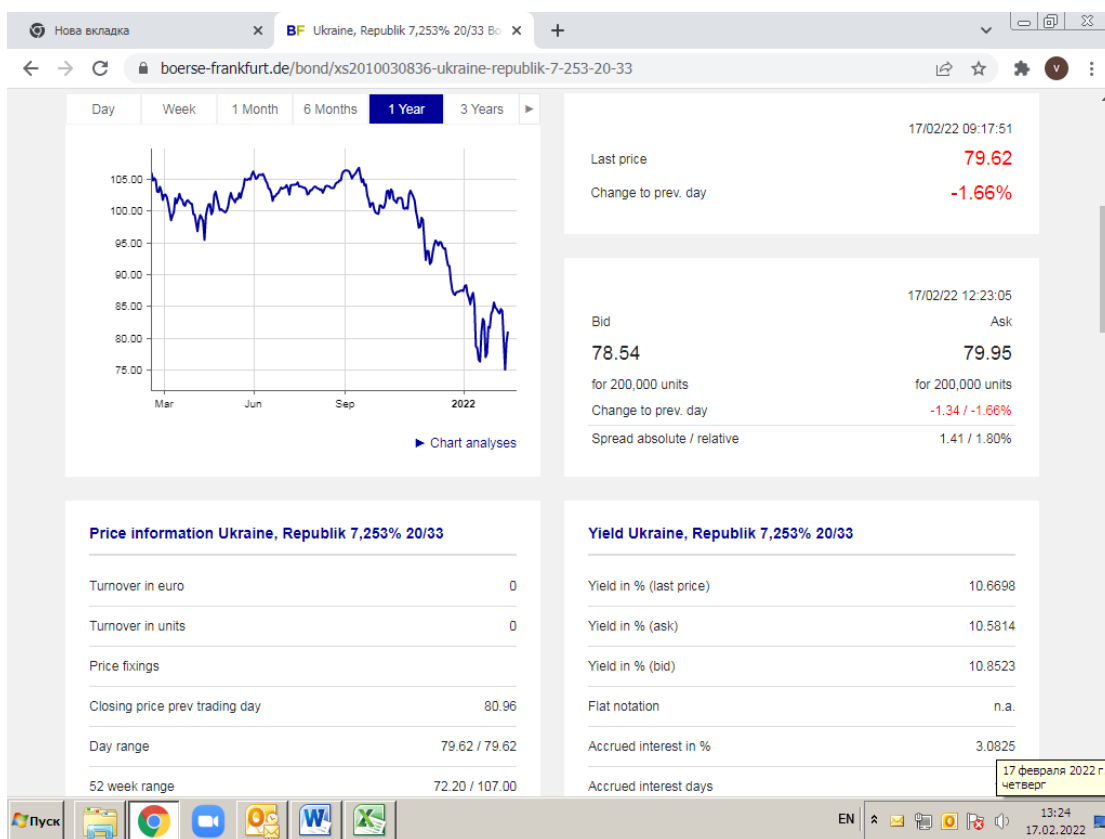 Нова вкладка
BF Ukraine, Republik 7,253% 20/33 Bo
boerse-frankfurt.de/bond/xs2010030836-ukraine-republik-7-253-20-33
V
Day Week 1 Month 6 Months 1 Year 3 Years
105.00
100.00
95.00
90.00
85.00
80.00
75.00
Mar Jun Sep 2022
Chart analyses
17/02/22 09:17:51
Last price 79.62
Change to prev. day -1.66%
17/02/22 12:23:05
Bid Ask
78.54 79.95
for 200,000 units for 200,000 units
Change to prev. day -1.34 / -1.66%
Spread absolute / relative 1.41 / 1.80%
Price information Ukraine, Republik 7,253% 20/33
Turnover in euro 0
Turnover in units 0
Price fixings
Closing price prev trading day 80.96
Day range 79.62 / 79.62
52 week range 72.20 / 107.00
Yield Ukraine, Republik 7,253% 20/33
Yield in % (last price) 10.6698
Yield in % (ask) 10.5814
Yield in % (bid) 10.8523
Flat notation n.a.
Accrued interest in % 3.0825
Accrued interest days
17 февраля 2022 г
четверг
Пуск
EN
13:24
17.02.2022